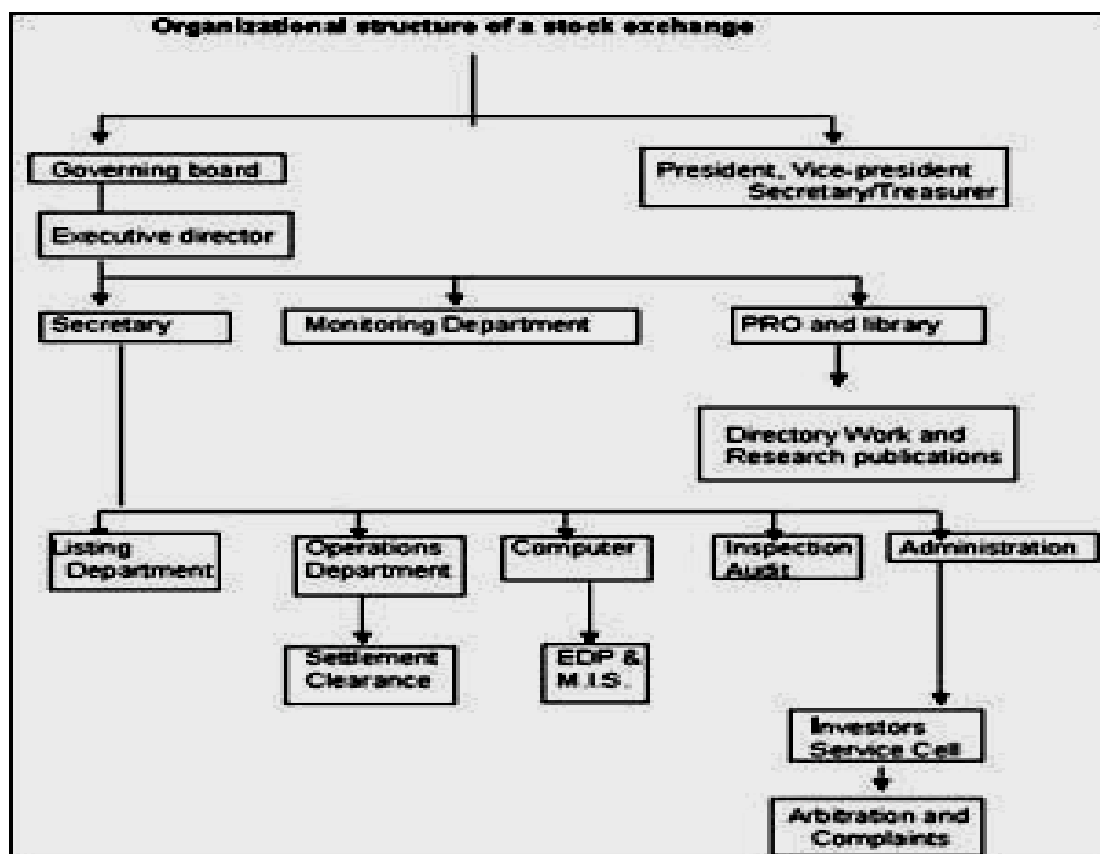 Organizational structure of a stock exchange
Governing board
President, Vice-president
Secretary/Treasurer
Executive director
Secretary
Monitoring Department
PRO and library
Directory Work and
Research publications
Listing
Department
Operations
Department
Computer
Inspection
Audit
Administration
Settlement
Clearance
EDP &
M.I.S.
Investors
Service Cell
Arbitration and
Complaints